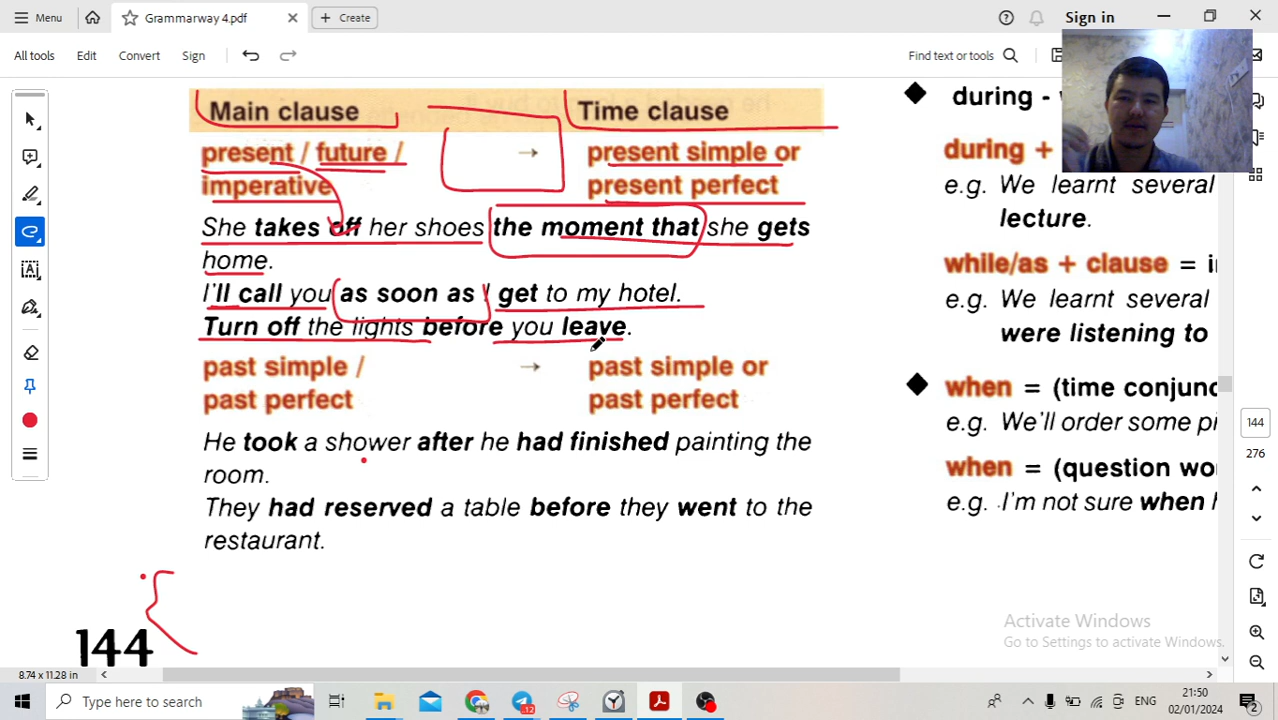 Menu
Grammarway 4.pdf
Create
Sign in
All tools
Edit
Convert
Sign
Find text or tools
Main clause
Time clause
present / future /
→
present simple or
imperative
present perfect
She takes off her shoes the moment that she gets
home.
I'll call you as soon as I get to my hotel.
Turn off the lights before you leave.
past simple /
→
past simple or
past perfect
past perfect
He took a shower after he had finished painting the
room.
They had reserved a table before they went to the
restaurant.
144
during -
during +
e.g. We learnt several
lecture.
while/as + clause =
e.g. We learnt several
were listening to
when = (time conjunc
e.g. We'll order some
when = (question wo
e.g. I'm not sure when
144
276
Activate Windows
Go to Settings to activate Windows.
8.74 x 11.28 in
Type here to search
12
ENG
21:50
02/01/2024
2